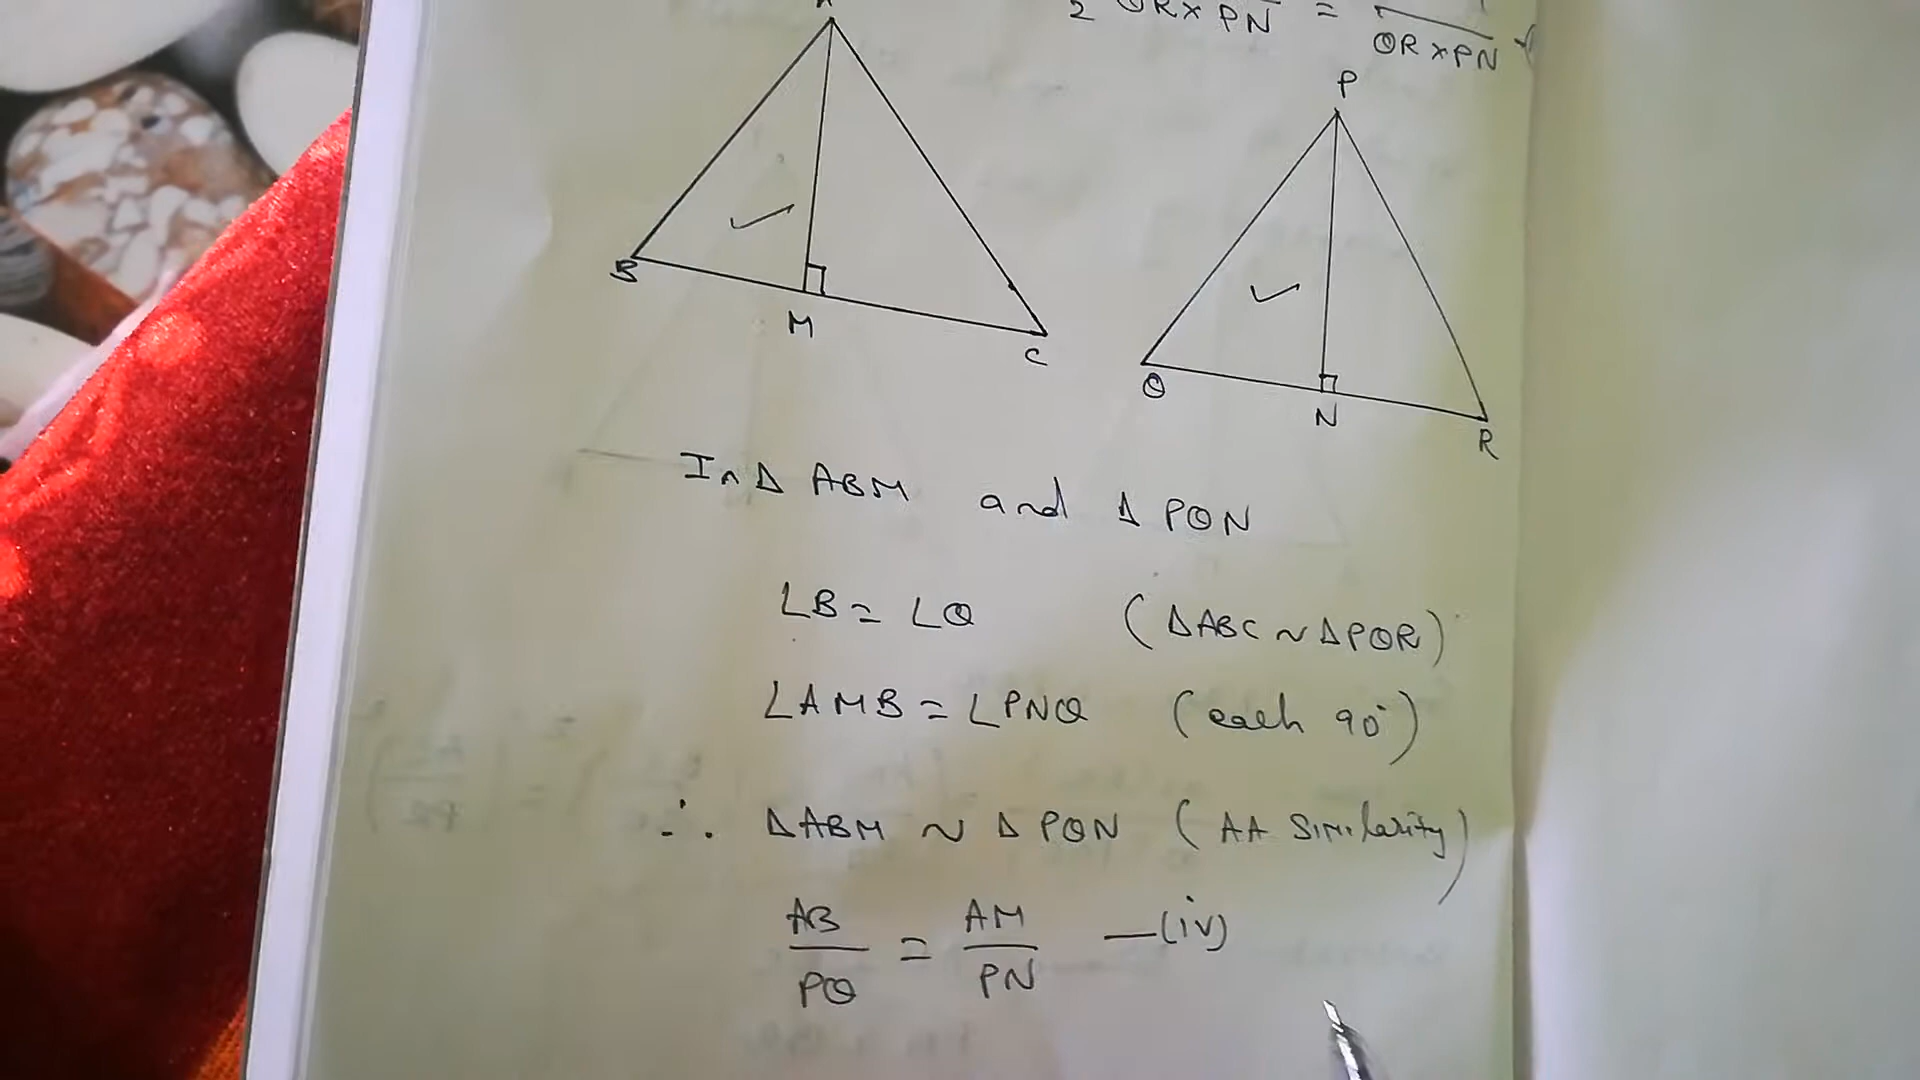 2 QR×PN = QR×PN
P
B
M
C
Q
N
R
In Δ ABM and Δ PQN
∠B = ∠Q (ΔABC ~ ΔPQR)
∠AMB = ∠PNQ (each 90°)
∴ ΔABM ~ ΔPQN (AA Similarity)
AB AM —(iv)
PQ = PN